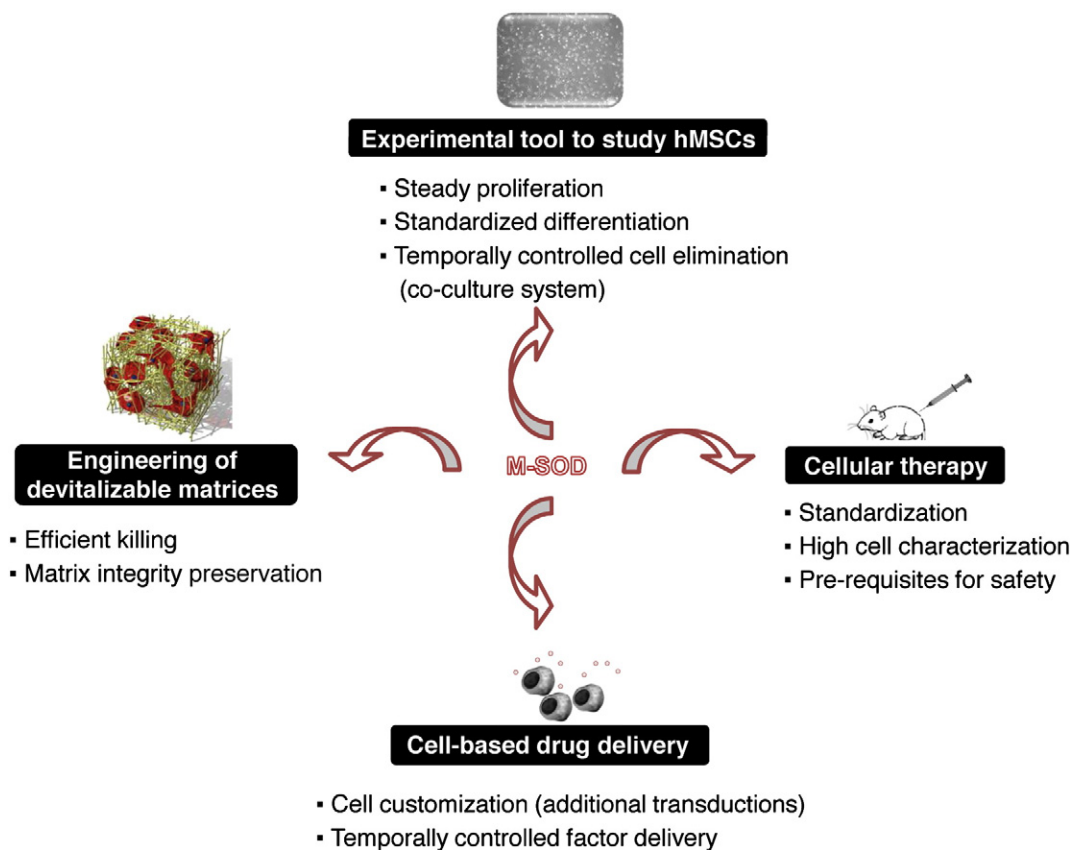 Experimental tool to study hMSCs
▪ Steady proliferation
▪ Standardized differentiation
▪ Temporally controlled cell elimination
(co-culture system)
Engineering of
devitalizable matrices
▪ Efficient killing
▪ Matrix integrity preservation
M-SOD
Cellular therapy
▪ Standardization
▪ High cell characterization
▪ Pre-requisites for safety
Cell-based drug delivery
▪ Cell customization (additional transductions)
▪ Temporally controlled factor delivery